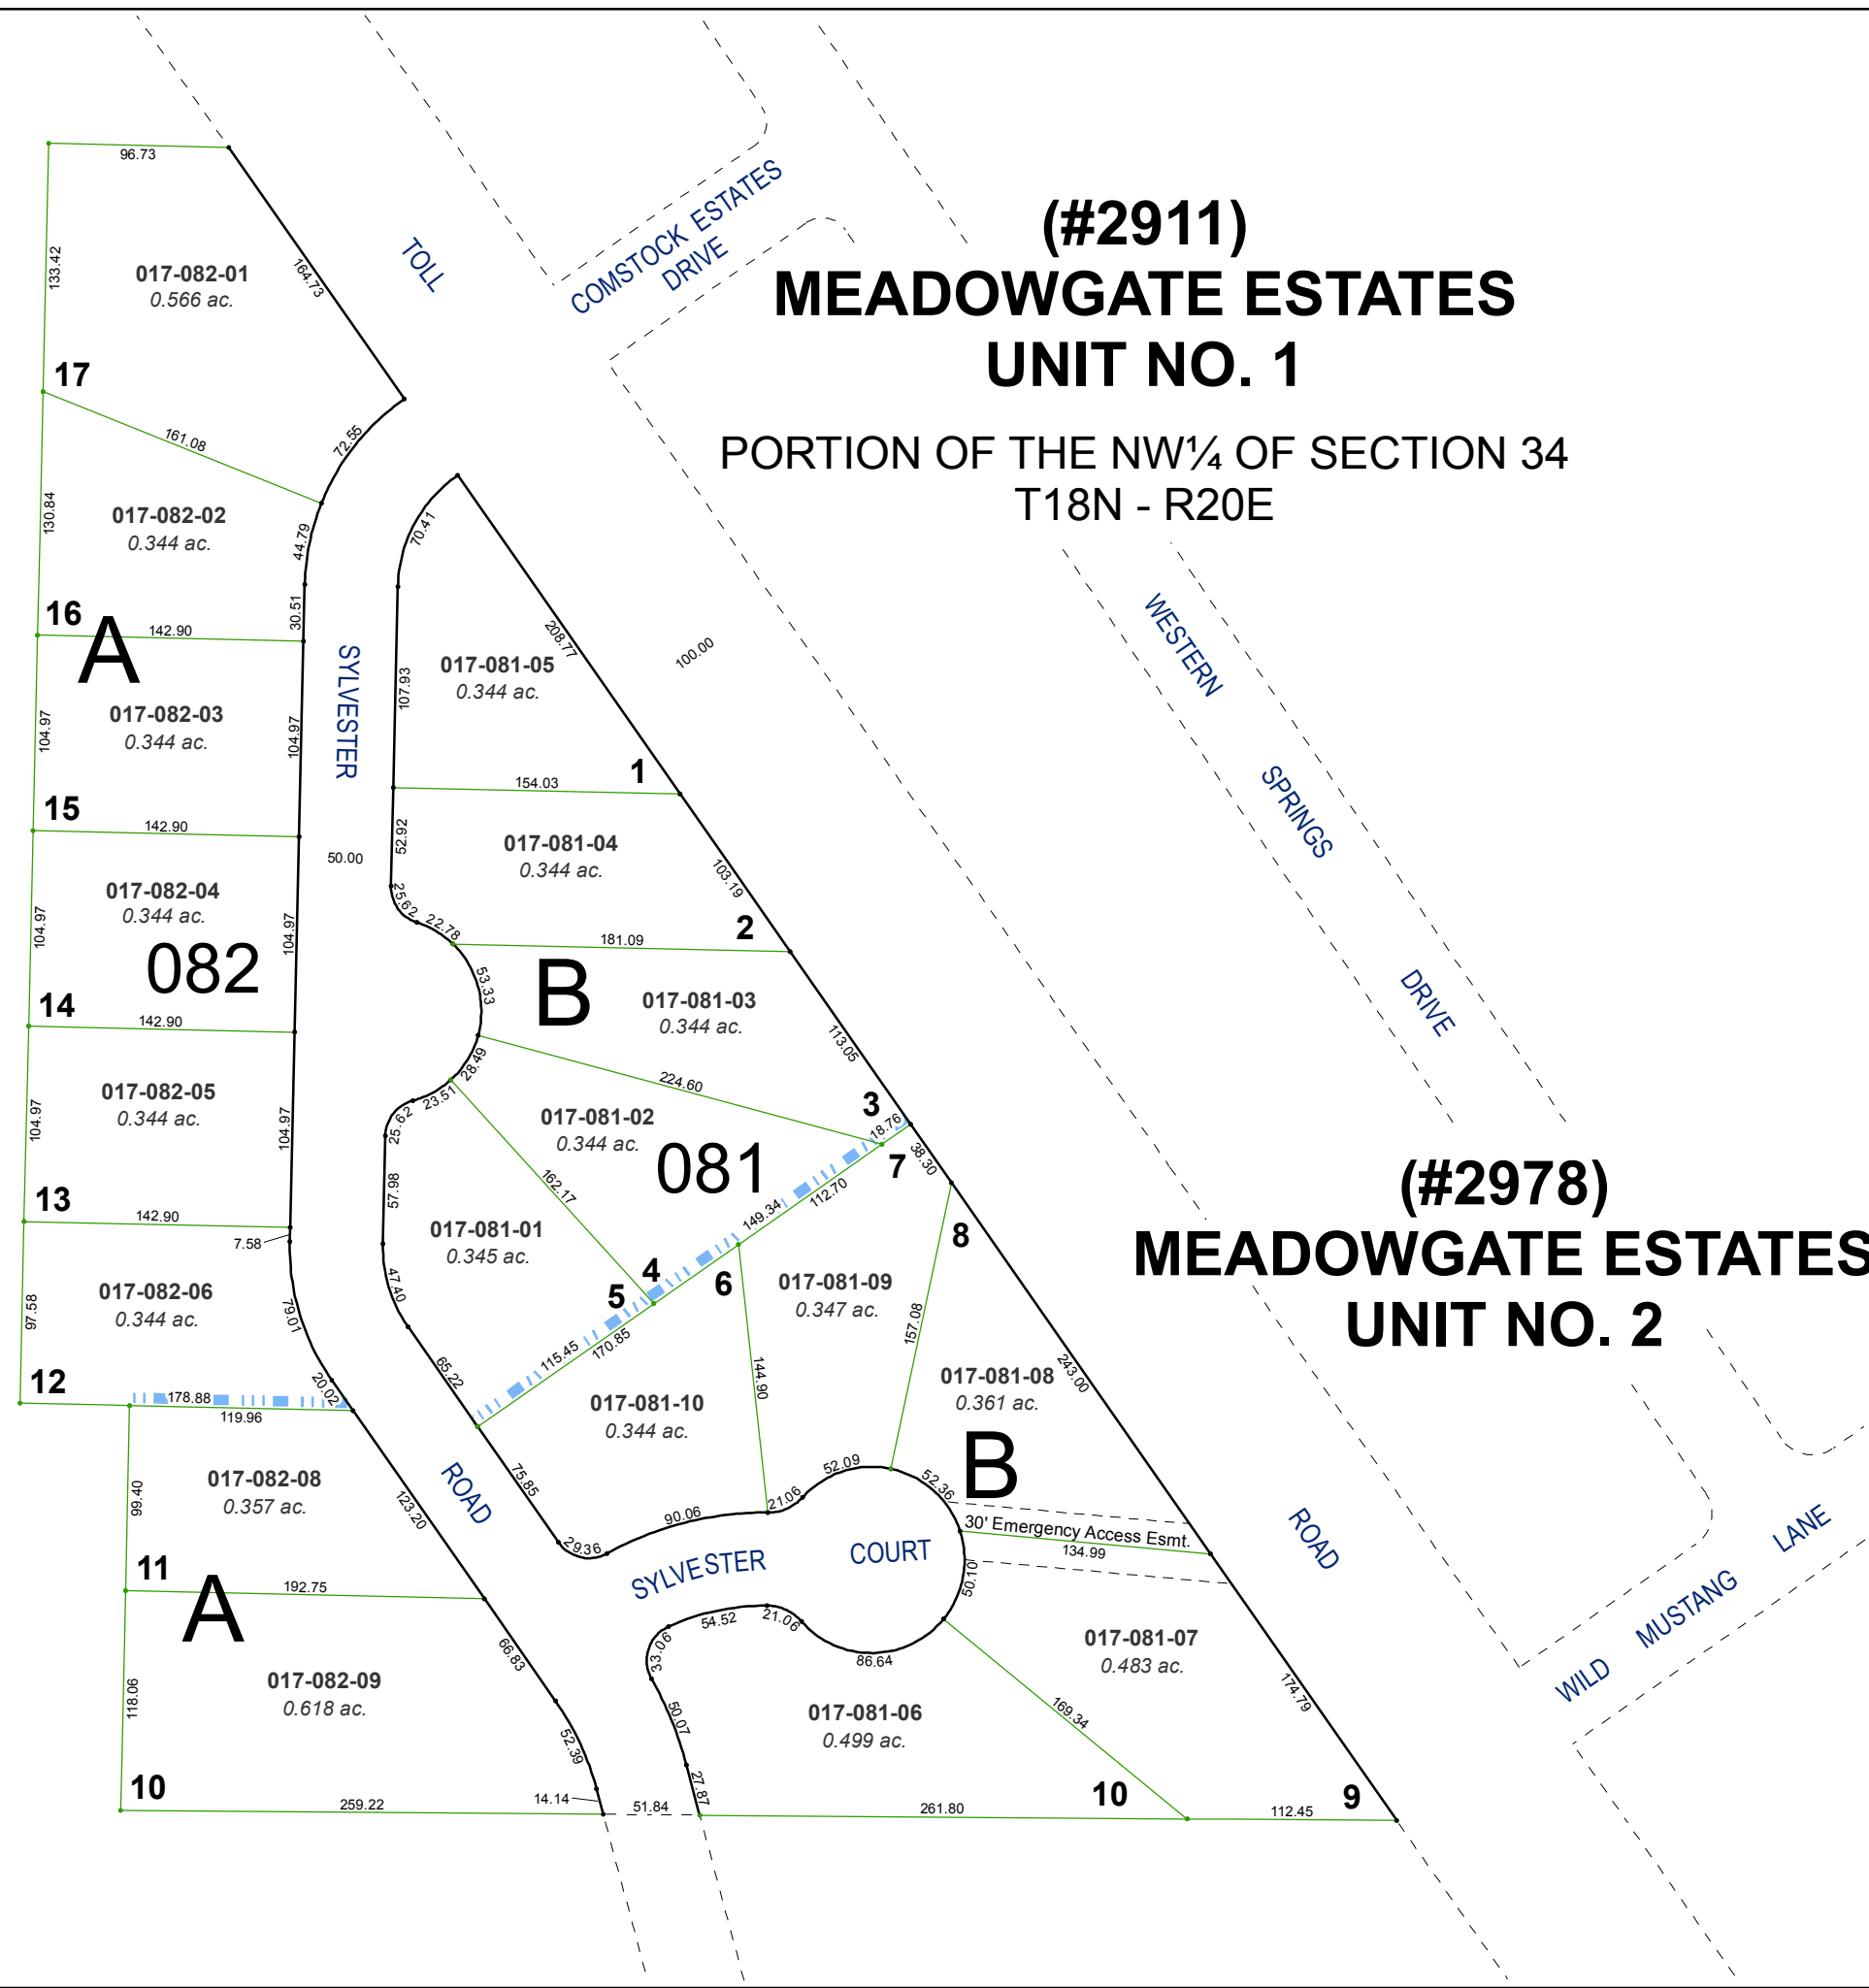 96.73
133.42
017-082-01
0.566 ac.
164.73
TOLL
COMSTOCK ESTATES
DRIVE
(#2911)
MEADOWGATE ESTATES
UNIT NO. 1
PORTION OF THE NW¼ OF SECTION 34
T18N - R20E
17
161.08
72.55
130.84
017-082-02
0.344 ac.
44.79
30.51
16
A
142.90
70.41
208.77
107.93
017-081-05
0.344 ac.
100.00
SYLVESTER
WESTERN
SPRINGS
DRIVE
104.97
017-082-03
0.344 ac.
104.97
15
142.90
50.00
1
154.03
52.92
017-081-04
0.344 ac.
103.19
25.62
22.78
2
181.09
104.97
017-082-04
0.344 ac.
082
104.97
14
142.90
53.33
B
017-081-03
0.344 ac.
113.05
28.49
224.60
23.51
25.62
3
18.76
7
38.30
104.97
017-082-05
0.344 ac.
104.97
13
142.90
7.58
017-081-02
0.344 ac.
081
162.17
57.98
017-081-01
0.345 ac.
47.40
149.34
112.70
8
(#2978)
MEADOWGATE ESTATES
UNIT NO. 2
97.58
017-082-06
0.344 ac.
79.01
20.02
12
178.88
119.96
65.22
5
4
6
115.45
170.85
017-081-09
0.347 ac.
157.08
144.90
017-081-08
0.361 ac.
243.00
017-081-10
0.344 ac.
75.85
ROAD
99.40
017-082-08
0.357 ac.
123.20
11
192.75
A
29.36
90.06
21.06
52.09
52.36
B
30' Emergency Access Esmt.
134.99
50.10
SYLVESTER
COURT
ROAD
WILD
MUSTANG
LANE
118.06
017-082-09
0.618 ac.
66.83
52.39
14.14
10
259.22
51.84
33.06
54.52
21.06
86.64
50.07
27.87
017-081-06
0.499 ac.
169.34
017-081-07
0.483 ac.
174.79
261.80
10
112.45
9